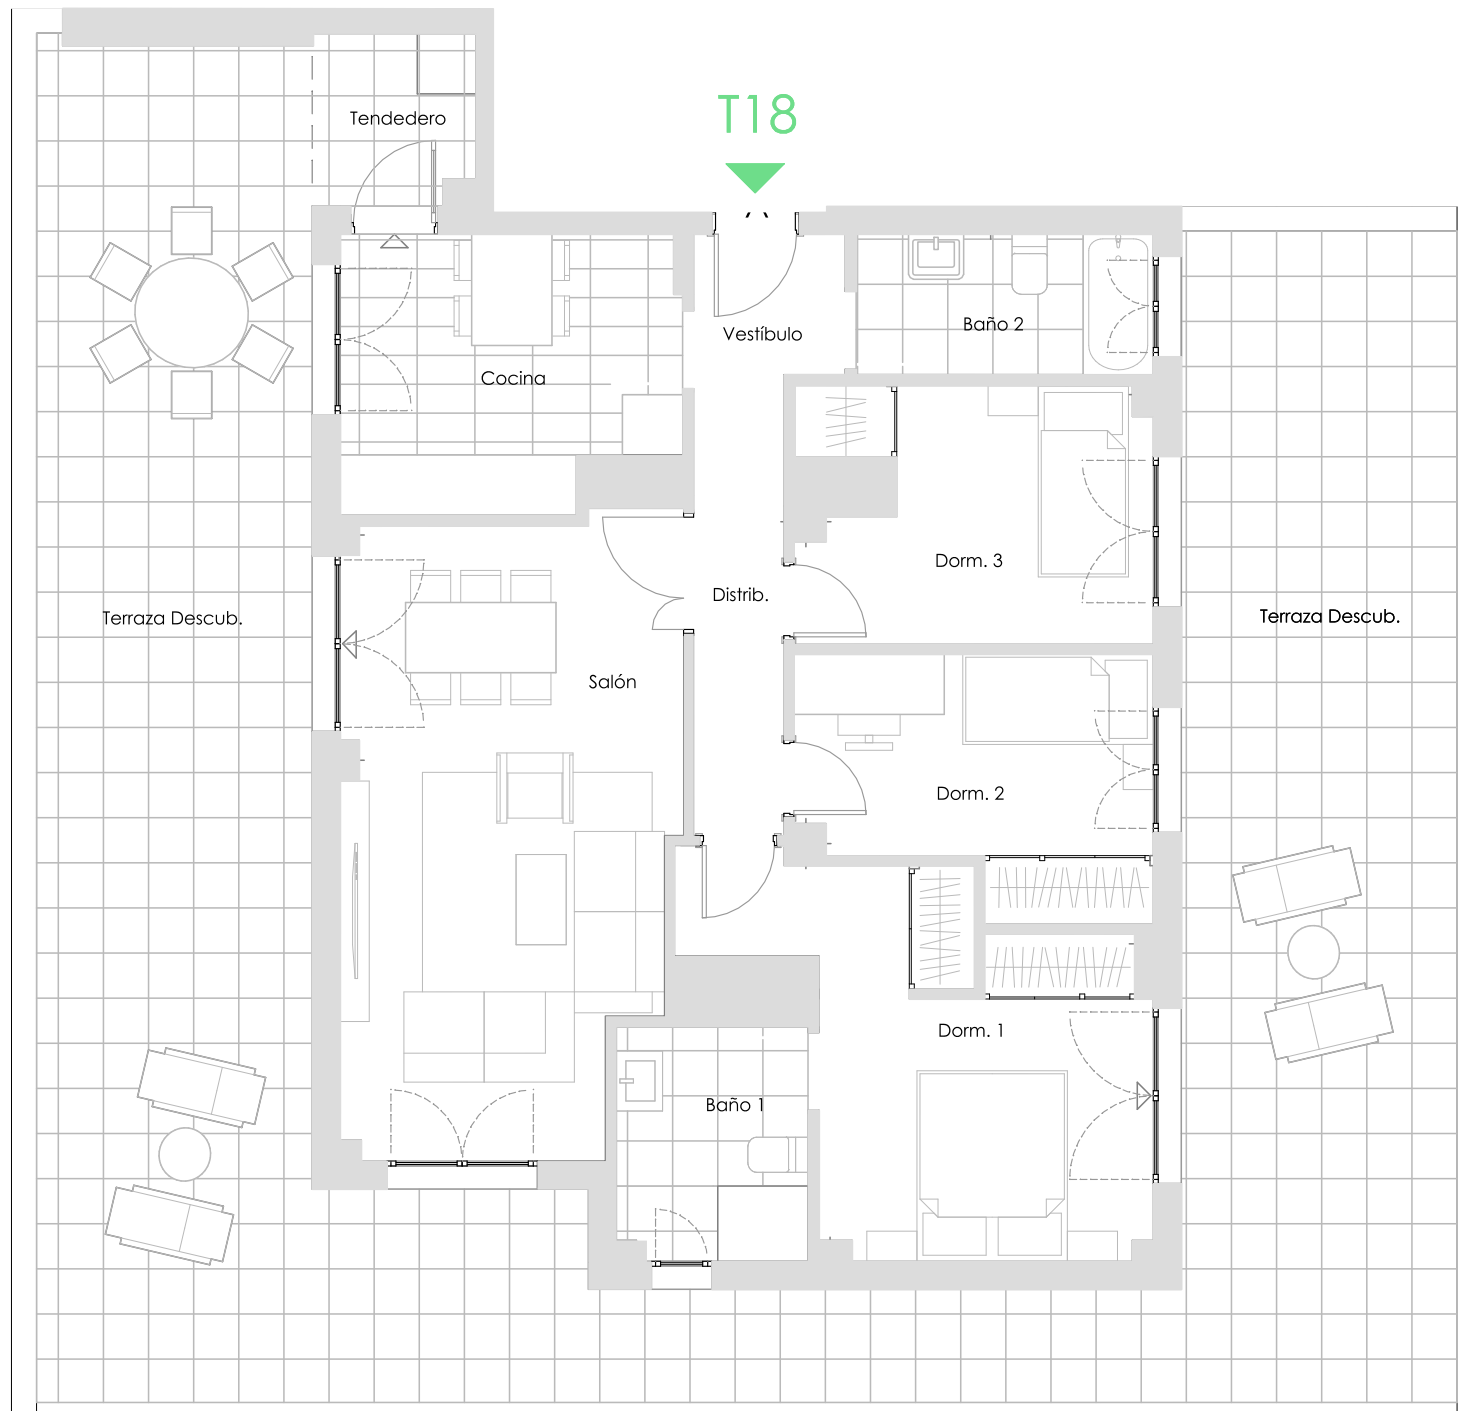 T18
Tendedero
Vestíbulo
Baño 2
Cocina
Dorm. 3
Distrib.
Terraza Descub.
Terraza Descub.
Salón
Dorm. 2
Dorm. 1
Baño 1